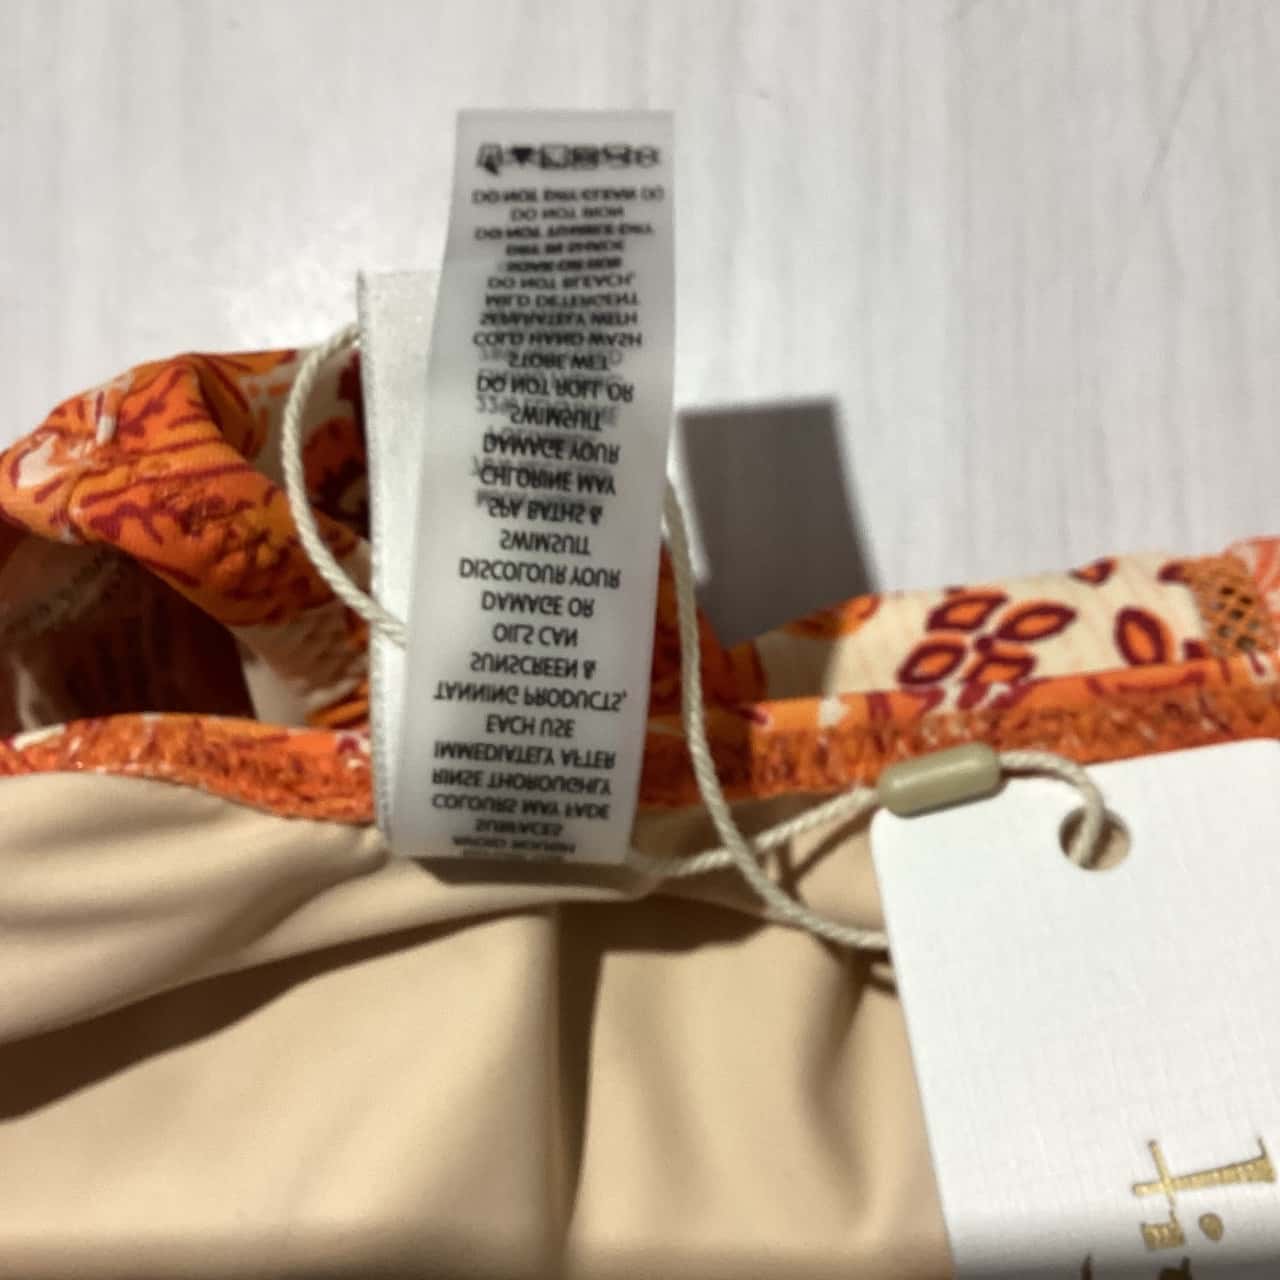 AVOID ROUGH
SURFACES
COLOURS MAY FADE
RINSE THOROUGHLY
IMMEDIATELY AFTER
EACH USE
TANNING PRODUCTS,
SUNSCREEN &
OILS CAN
DAMAGE OR
DISCOLOUR YOUR
SWIMSUIT
SPA BATHS &
CHLORINE MAY
DAMAGE YOUR
SWIMSUIT
DO NOT ROLL OR
STORE WET
COLD HAND WASH
SEPARATELY WITH
MILD DETERGENT
DO NOT BLEACH,
SOAK OR RUB
DRY IN SHADE
DO NOT TUMBLE DRY
DO NOT IRON
DO NOT DRY CLEAN